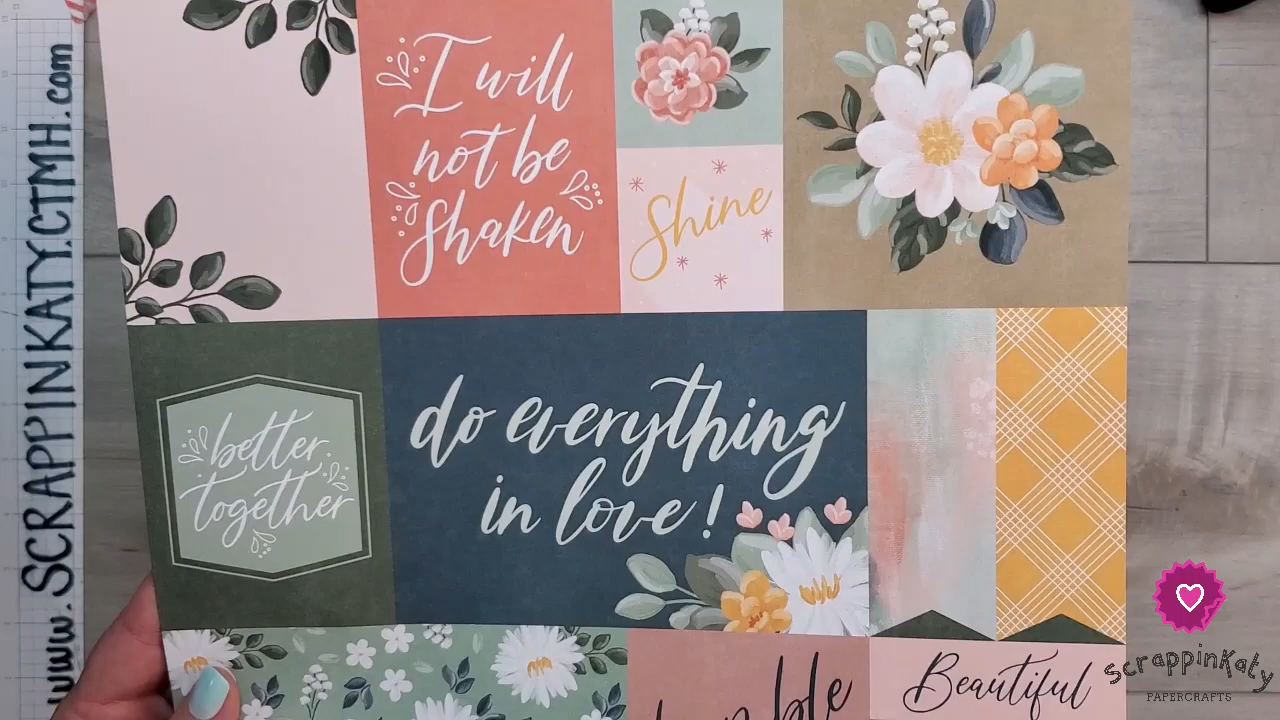 www.SCRAPPINKATY.CTMH.com
I will
not be
Shaken
Shine
better
together
do everything
in love!
Beautiful
scrappinkaty
PAPERCRAFTS